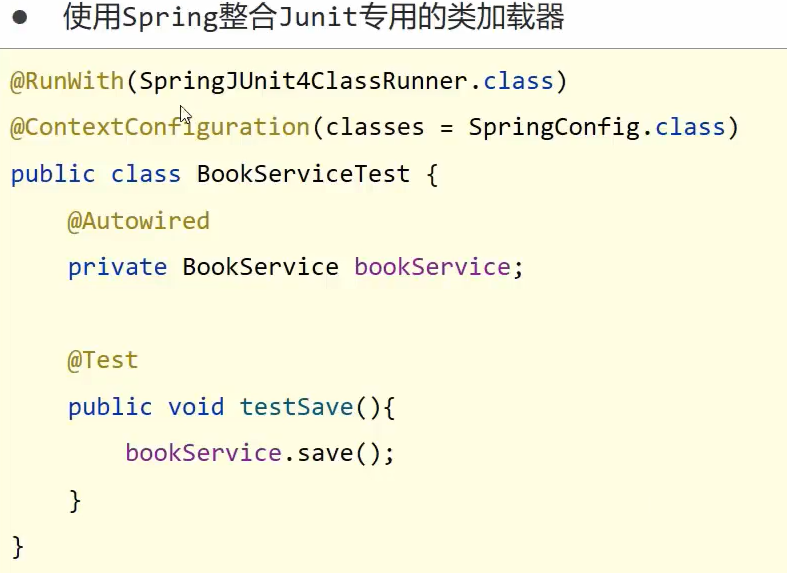 ● 使用Spring整合Junit专用的类加载器
@RunWith(SpringJUnit4ClassRunner.class)
@ContextConfiguration(classes = SpringConfig.class)
public class BookServiceTest {
    @Autowired
    private BookService bookService;

    @Test
    public void testSave(){
        bookService.save();
    }
}